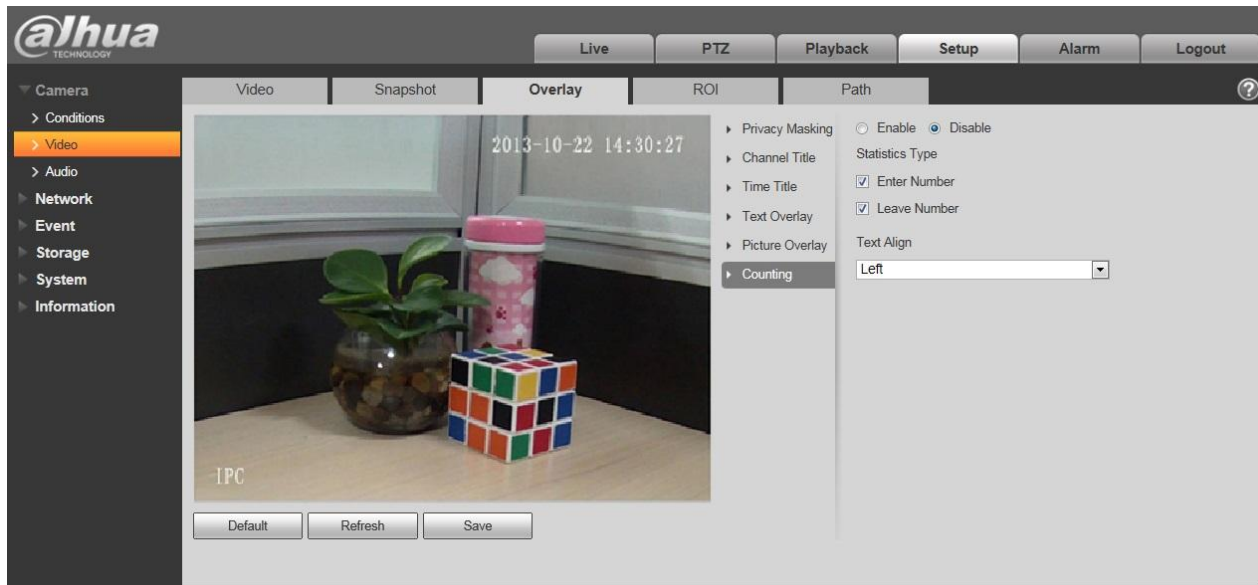 alhua
TECHNOLOGY
Live
PTZ
Playback
Setup
Alarm
Logout
Camera
Conditions
Video
Audio
Network
Event
Storage
System
Information
Video
Snapshot
Overlay
ROI
Path
?
2013-10-22 14:30:27
IPC
Privacy Masking
Channel Title
Time Title
Text Overlay
Picture Overlay
Counting
Enable Disable
Statistics Type
Enter Number
Leave Number
Text Align
Left
Default
Refresh
Save